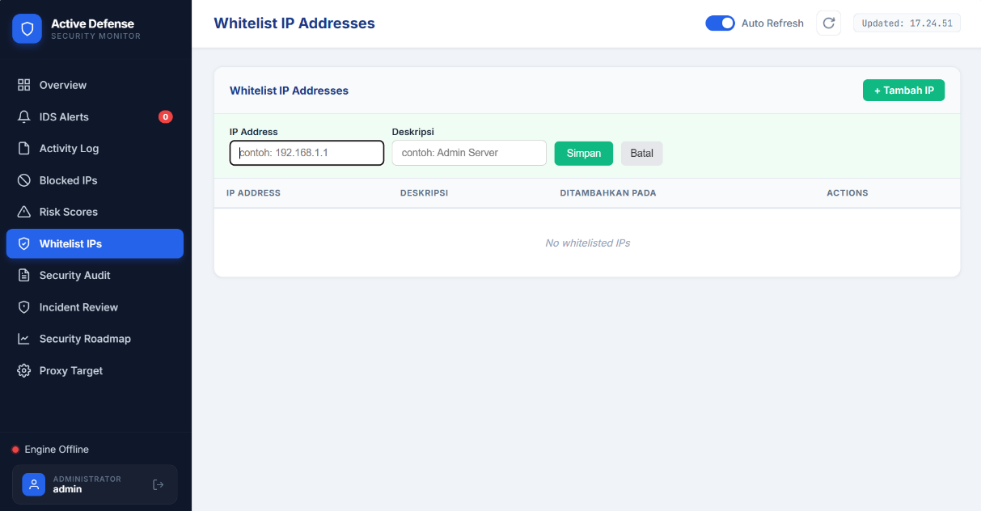 Active Defense
SECURITY MONITOR
Overview
IDS Alerts 0
Activity Log
Blocked IPs
Risk Scores
Whitelist IPs
Security Audit
Incident Review
Security Roadmap
Proxy Target
Engine Offline
ADMINISTRATOR
admin
Whitelist IP Addresses
Auto Refresh
Updated: 17.24.51
Whitelist IP Addresses
+ Tambah IP
IP Address
contoh: 192.168.1.1
Deskripsi
contoh: Admin Server
Simpan
Batal
IP ADDRESS DESKRIPSI DITAMBAHKAN PADA ACTIONS
No whitelisted IPs